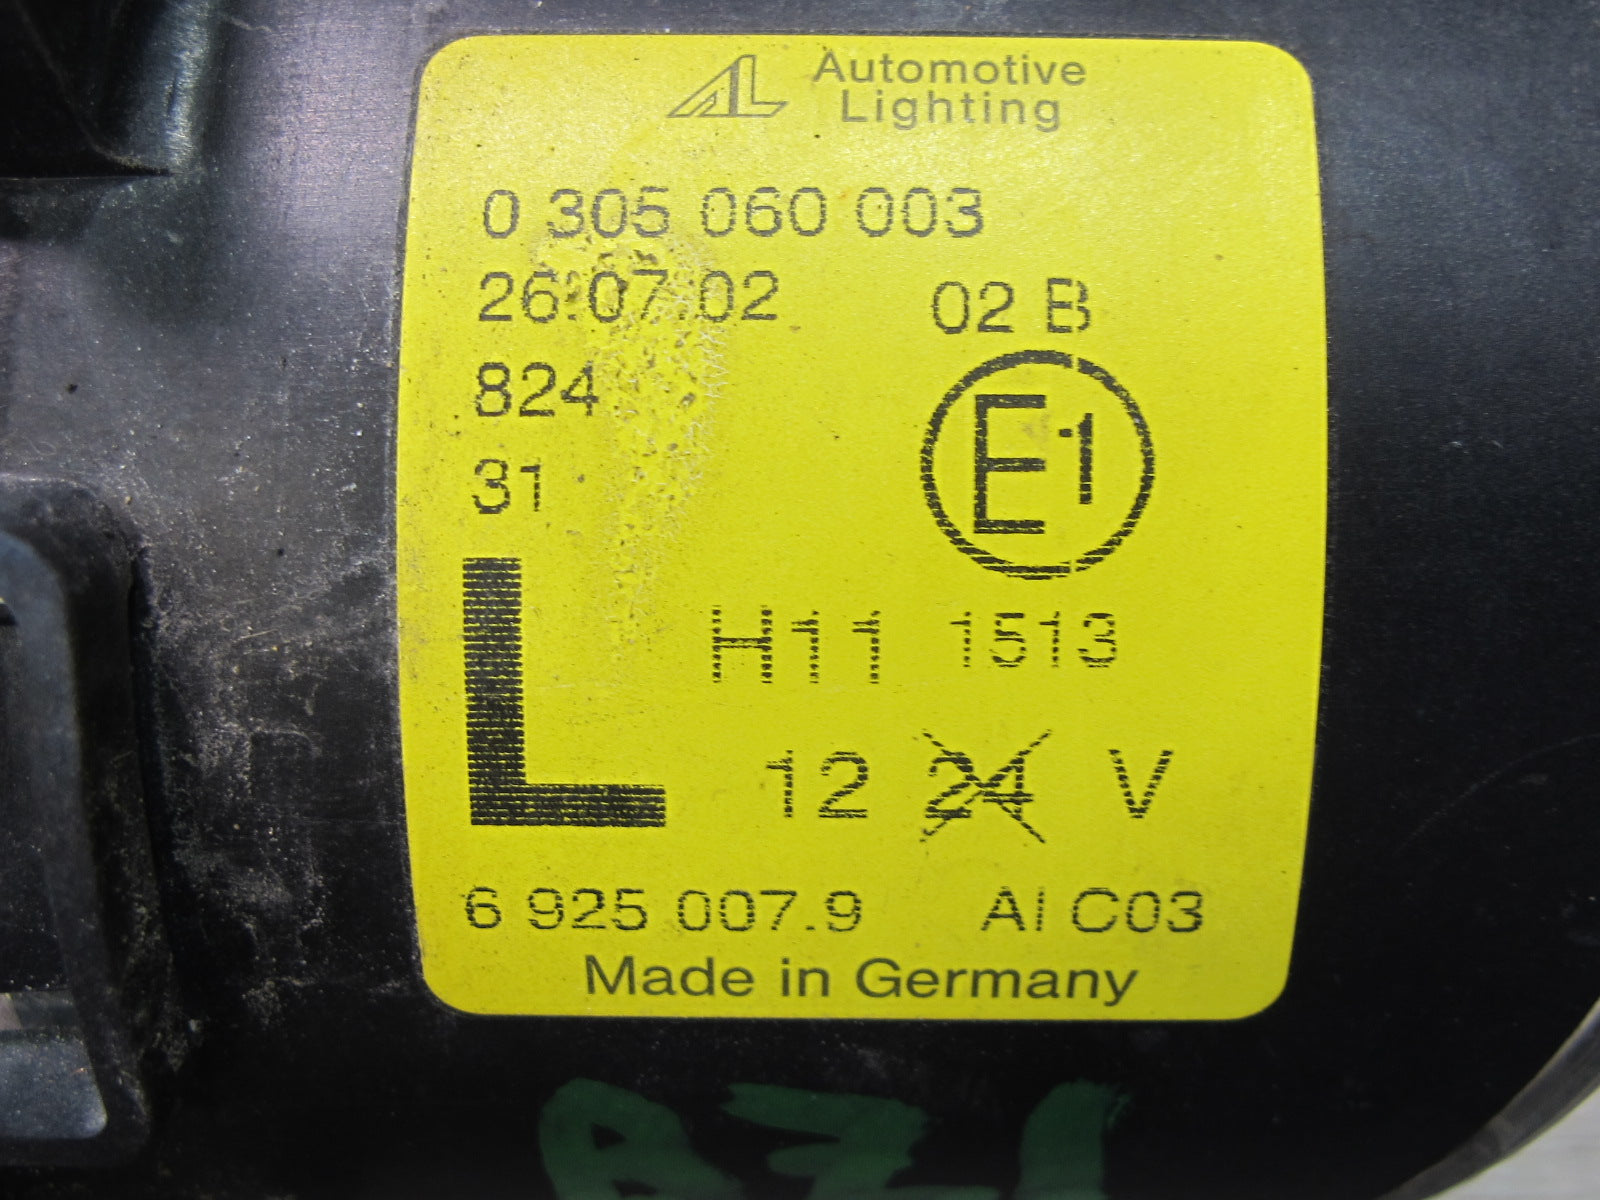 AL Automotive
Lighting
0 305 060 003
26.07.02
02 B
824
E1
31
L
H11 1513
12 24 V
6 925 007.9 AI C03
Made in Germany